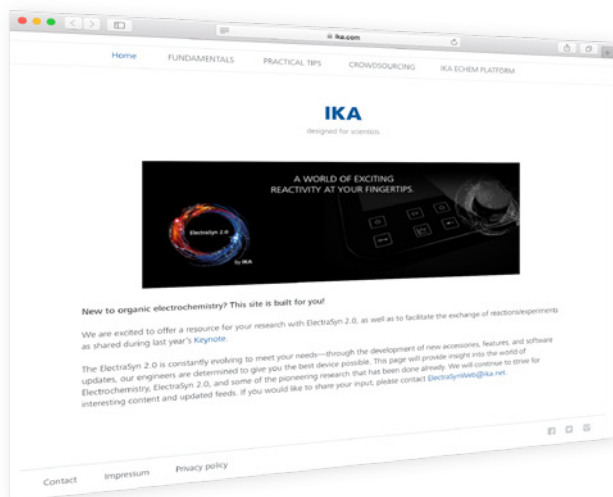 ika.com
Home FUNDAMENTALS PRACTICAL TIPS CROWDSOURCING IKA ECHEM PLATFORM
IKA
designed for scientists
A WORLD OF EXCITING
REACTIVITY AT YOUR FINGERTIPS.
ElectraSyn 2.0
by IKA
New to organic electrochemistry? This site is built for you!
We are excited to offer a resource for your research with ElectraSyn 2.0, as well as to facilitate the exchange of reactions/experiments
as shared during last year's Keynote.
The ElectraSyn 2.0 is constantly evolving to meet your needs—through the development of new accessories, features, and software
updates, our engineers are determined to give you the best device possible. This page will provide insight into the world of
Electrochemistry, ElectraSyn 2.0, and some of the pioneering research that has been done already. We will continue to strive for
interesting content and updated feeds. If you would like to share your input, please contact ElectraSynWeb@ika.net.
Contact Impressum Privacy policy